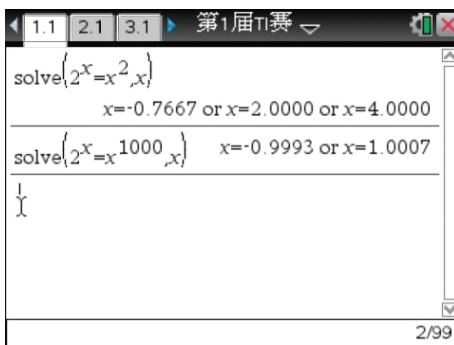 1.1 2.1 3.1 第1届TI赛
solve(2^x=x^2,x)
x=-0.7667 or x=2.0000 or x=4.0000
solve(2^x=x^1000,x) x=-0.9993 or x=1.0007
2/99